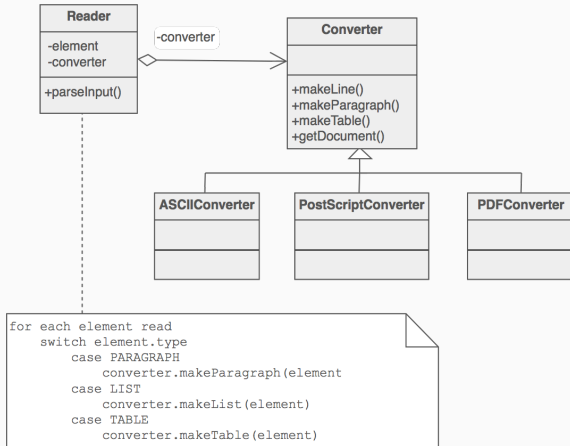 Reader
-element
-converter
+parseInput()
-converter
Converter
+makeLine()
+makeParagraph()
+makeTable()
+getDocument()
ASCIIConverter
PostScriptConverter
PDFConverter
for each element read
switch element.type
case PARAGRAPH
converter.makeParagraph(element
case LIST
converter.makeList(element)
case TABLE
converter.makeTable(element)